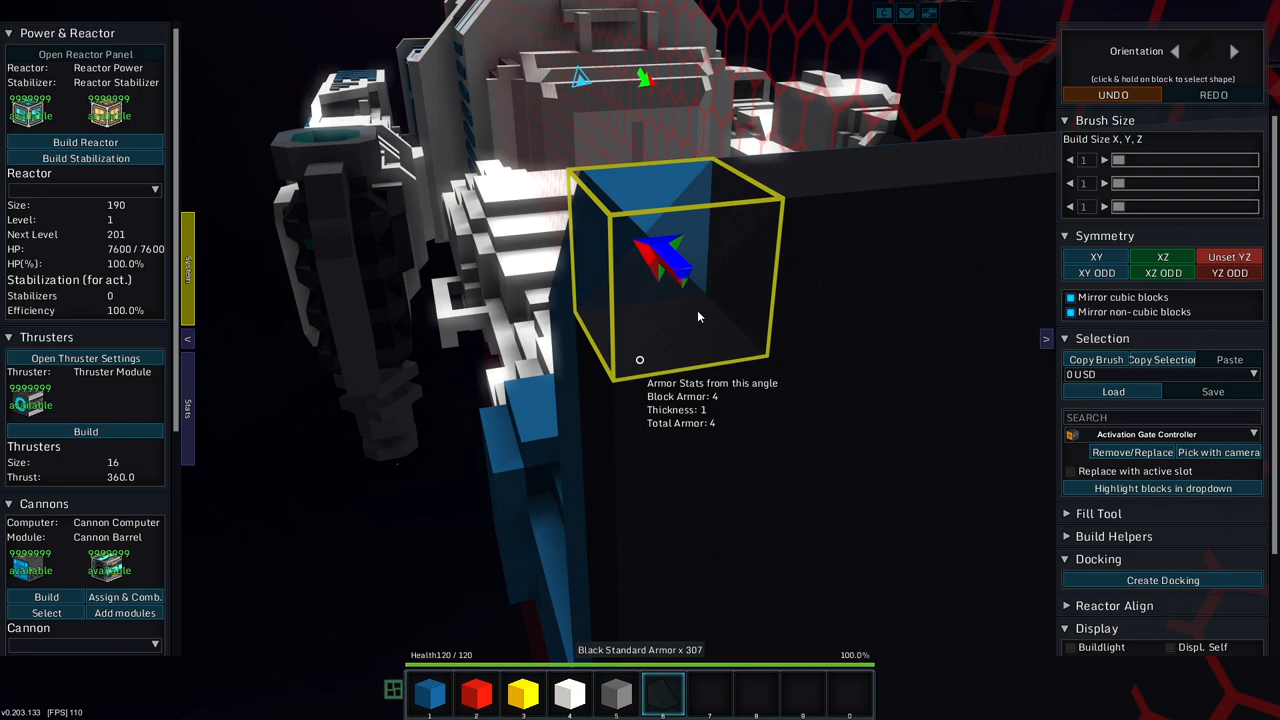 Power & Reactor
Open Reactor Panel
Reactor: Reactor Power
Stabilizer: Reactor Stabilizer
9999999 available 9999999 available
Build Reactor
Build Stabilization
Reactor
Size: 190
Level: 1
Next Level 201
HP: 7600 / 7600
HP(%): 100.0%
Stabilization (for act.)
Stabilizers 0
Efficiency 100.0%
Thrusters
Open Thruster Settings
Thruster: Thruster Module
9999999 available
Build
Thrusters
Size: 16
Thrust: 360.0
Cannons
Computer: Cannon Computer
Module: Cannon Barrel
9999999 available 9999999 available
Build Assign & Comb.
Select Add modules
Cannon
v0.203.133 [FPS] 110
System
<
Stats
Armor Stats from this angle
Block Armor: 4
Thickness: 1
Total Armor: 4
Black Standard Armor x 307
Health120 / 120 100.0%
1 2 3 4 5 6 7 8 9 0
>
Orientation
(click & hold on block to select shape)
UNDO REDO
Brush Size
Build Size X, Y, Z
1
1
1
Symmetry
XY XZ Unset YZ
XY ODD XZ ODD YZ ODD
Mirror cubic blocks
Mirror non-cubic blocks
Selection
Copy Brush Copy Selection Paste
0 USD
Load Save
SEARCH
Activation Gate Controller
Remove/Replace Pick with camera
Replace with active slot
Highlight blocks in dropdown
Fill Tool
Build Helpers
Docking
Create Docking
Reactor Align
Display
Buildlight Displ. Self